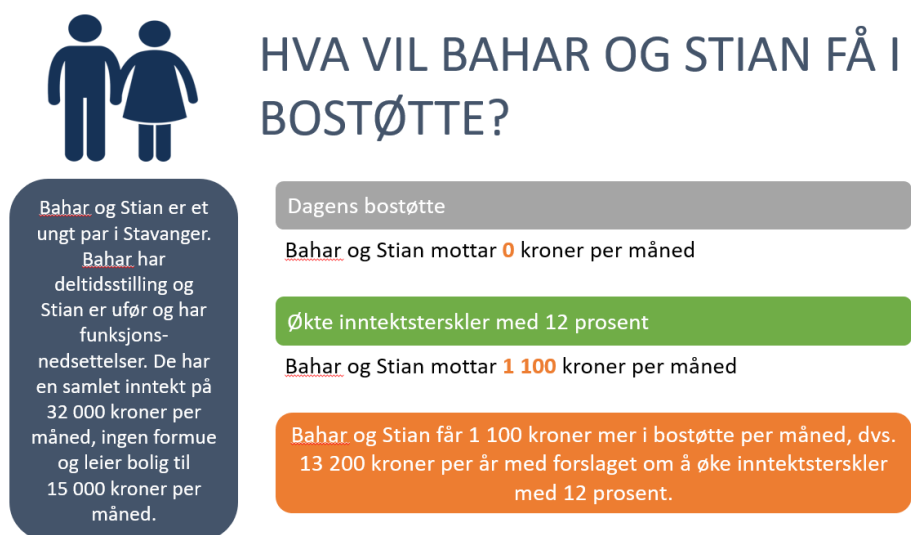 HVA VIL BAHAR OG STIAN FÅ I
BOSTØTTE?
Bahar og Stian er et
ungt par i Stavanger.
Bahar har
deltidsstilling og
Stian er ufør og har
funksjons-
nedsettelser. De har
en samlet inntekt på
32 000 kroner per
måned, ingen formue
og leier bolig til
15 000 kroner per
måned.
Dagens bostøtte
Bahar og Stian mottar 0 kroner per måned
Økte inntektsterskler med 12 prosent
Bahar og Stian mottar 1 100 kroner per måned
Bahar og Stian får 1 100 kroner mer i bostøtte per måned, dvs.
13 200 kroner per år med forslaget om å øke inntektsterskler
med 12 prosent.